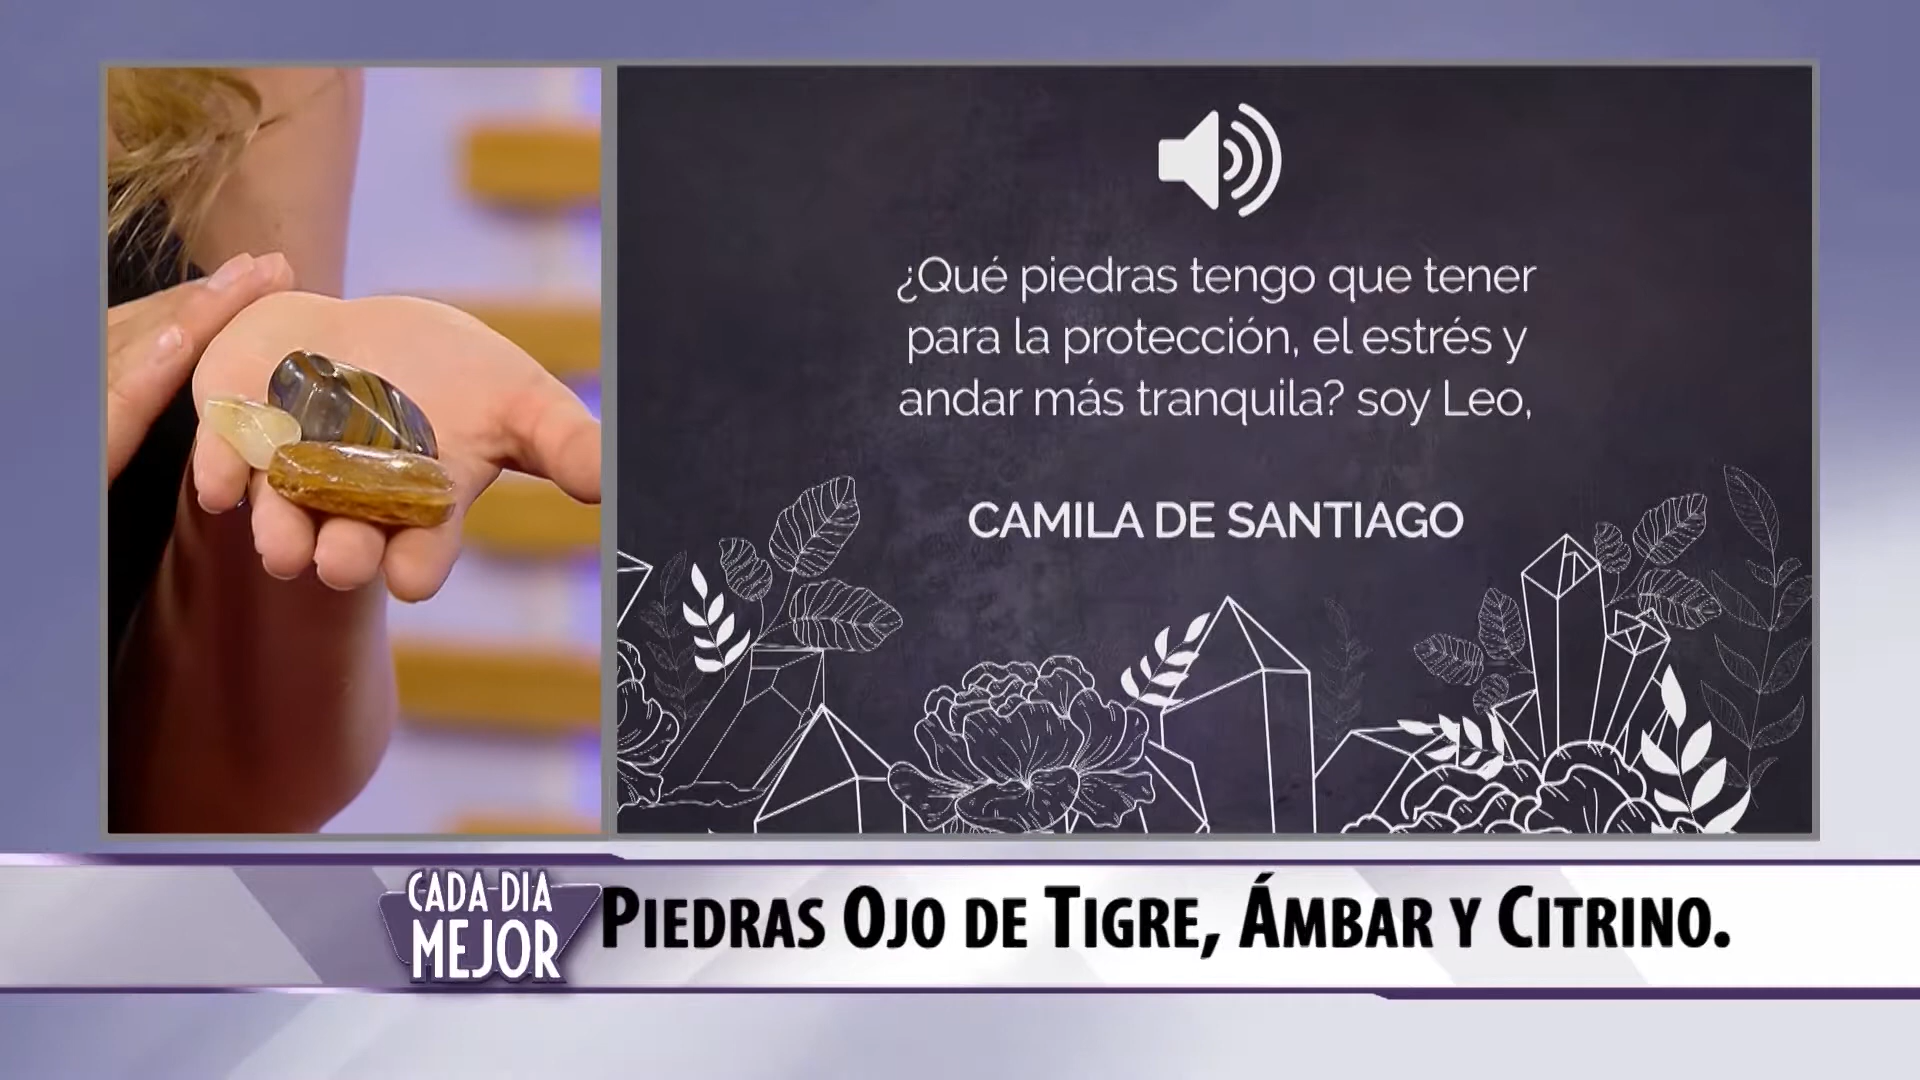 ¿Qué piedras tengo que tener
para la protección, el estrés y
andar más tranquila? soy Leo,
CAMILA DE SANTIAGO
CADA DIA
MEJOR
PIEDRAS OJO DE TIGRE, ÁMBAR Y CITRINO.